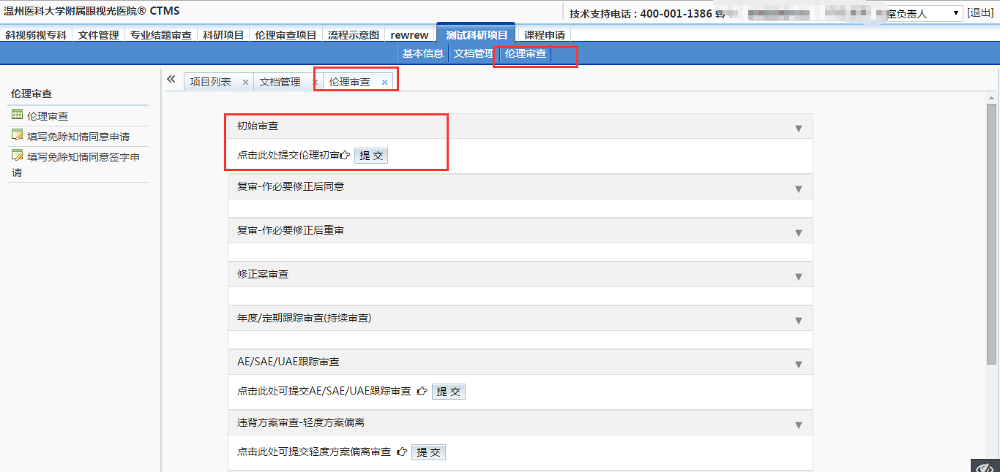 温州医科大学附属眼视光医院® CTMS
技术支持电话：400-001-1386 转
室负责人
[退出]
斜视弱视专科 文件管理 专业结题审查 科研项目 伦理审查项目 流程示意图 rewrew 测试科研项目 课程申请
基本信息 文档管理 伦理审查
项目列表 × 文档管理 × 伦理审查 ×
伦理审查
伦理审查
填写免除知情同意申请
填写免除知情同意签字申
请
初始审查
点击此处提交伦理初审 提 交
复审-作必要修正后同意
复审-作必要修正后重审
修正案审查
年度/定期跟踪审查(持续审查)
AE/SAE/UAE跟踪审查
点击此处可提交AE/SAE/UAE跟踪审查 提 交
违背方案审查-轻度方案偏离
点击此处可提交轻度方案偏离审查 提 交